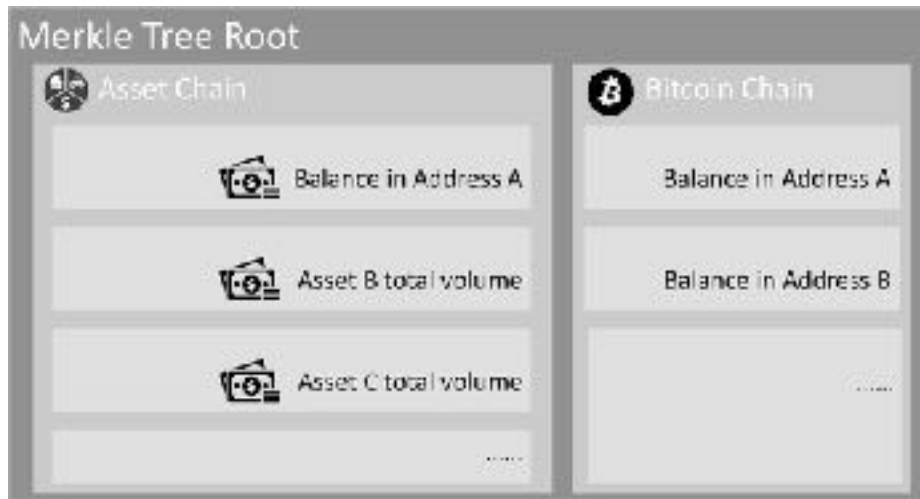 Merkle Tree Root
Asset Chain
Balance in Address A
Asset B total volume
Asset C total volume
......
Bitcoin Chain
Balance in Address A
Balance in Address B
......